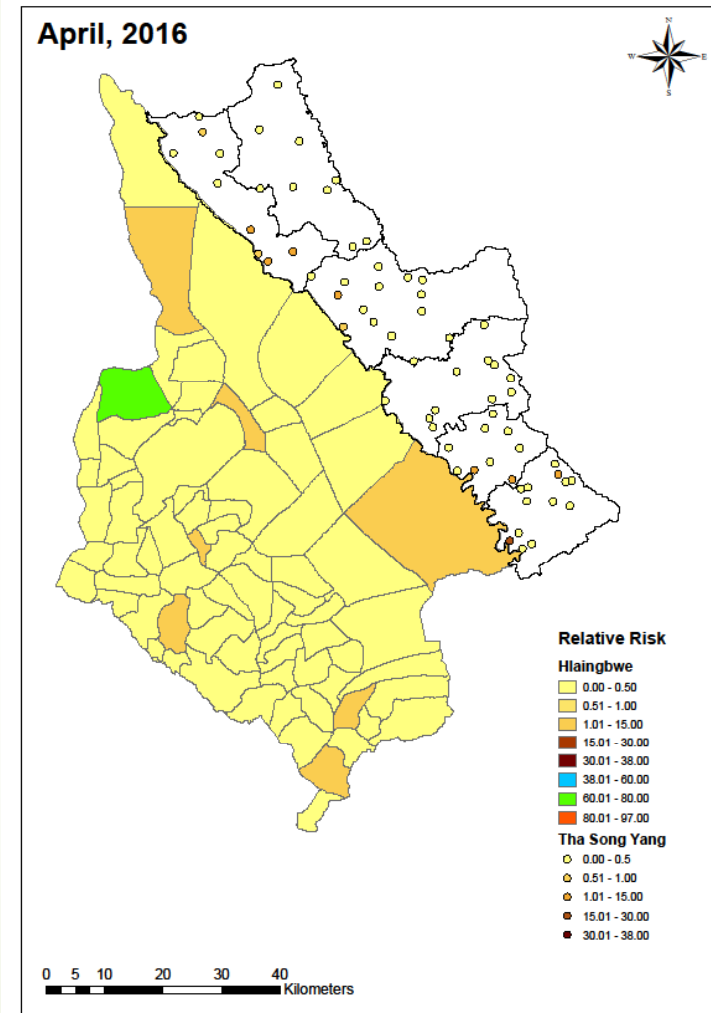 April, 2016
N
W E
S
Relative Risk
Hlaingbwe
0.00 - 0.50
0.51 - 1.00
1.01 - 15.00
15.01 - 30.00
30.01 - 38.00
38.01 - 60.00
60.01 - 80.00
80.01 - 97.00
Tha Song Yang
0.00 - 0.5
0.51 - 1.00
1.01 - 15.00
15.01 - 30.00
30.01 - 38.00
0 5 10 20 30 40
Kilometers